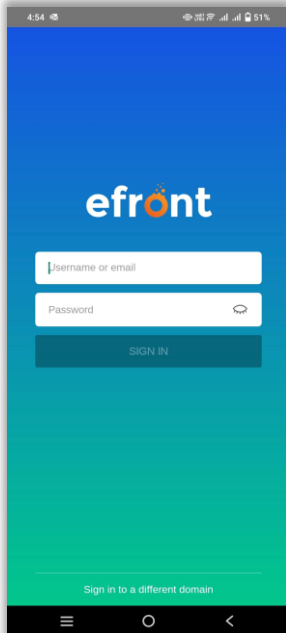 4:54
51%
efront
Username or email
Password
SIGN IN
Sign in to a different domain